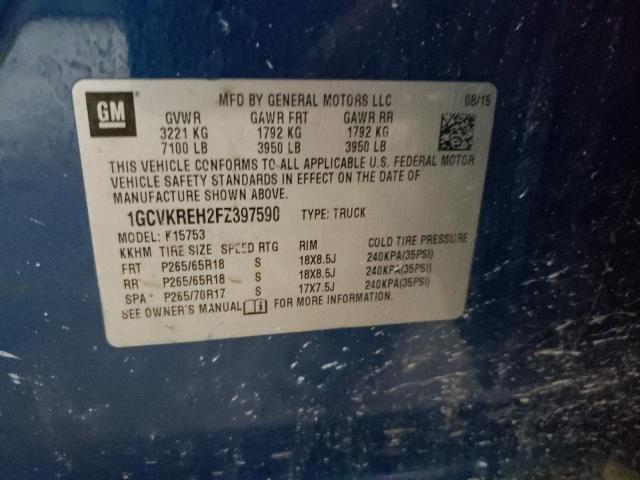 GM
MFD BY GENERAL MOTORS LLC 08/15
GVWR GAWR FRT GAWR RR
3221 KG 1792 KG 1792 KG
7100 LB 3950 LB 3950 LB
THIS VEHICLE CONFORMS TO ALL APPLICABLE U.S. FEDERAL MOTOR
VEHICLE SAFETY STANDARDS IN EFFECT ON THE DATE OF
MANUFACTURE SHOWN ABOVE.
1GCVKREH2FZ397590 TYPE: TRUCK
MODEL: K15753
KKHM TIRE SIZE SPEED RTG RIM COLD TIRE PRESSURE
FRT P265/65R18 S 18X8.5J 240KPA(35PSI)
RR P265/65R18 S 18X8.5J 240KPA(35PSI)
SPA P265/70R17 S 17X7.5J 240KPA(35PSI)
SEE OWNER'S MANUAL FOR MORE INFORMATION.